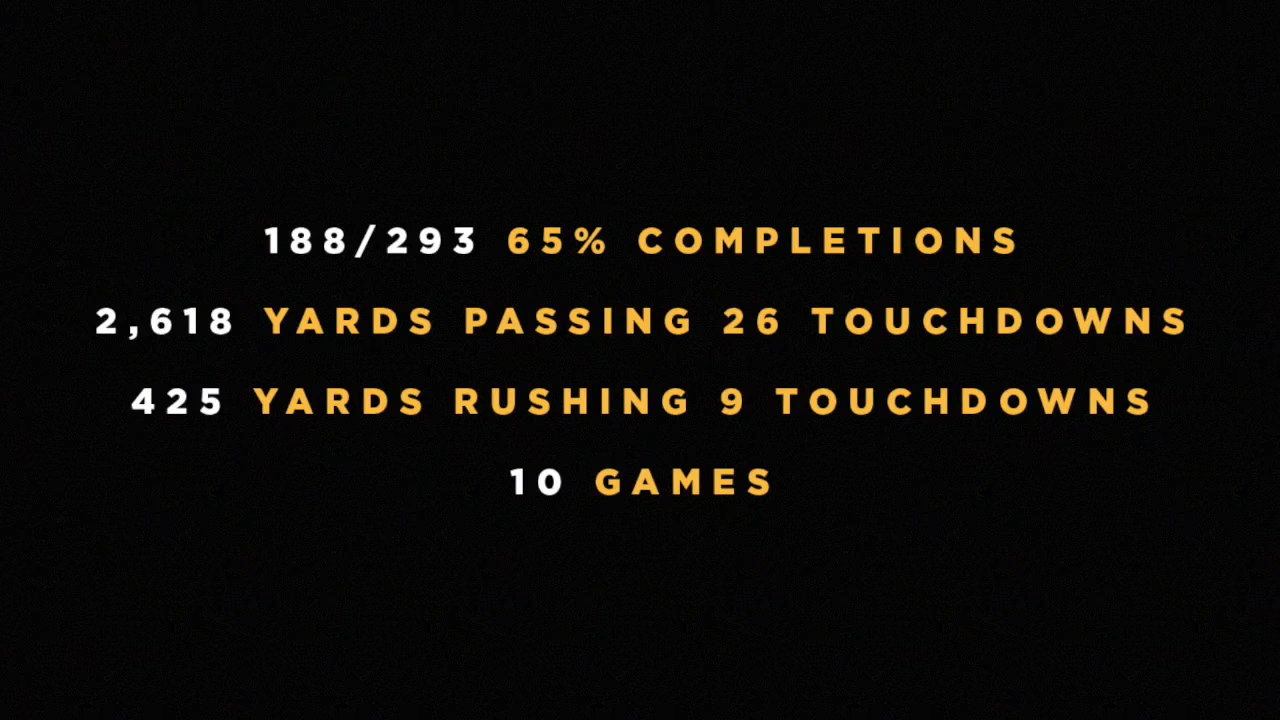 188/293 65% COMPLETIONS
2,618 YARDS PASSING 26 TOUCHDOWNS
425 YARDS RUSHING 9 TOUCHDOWNS
10 GAMES